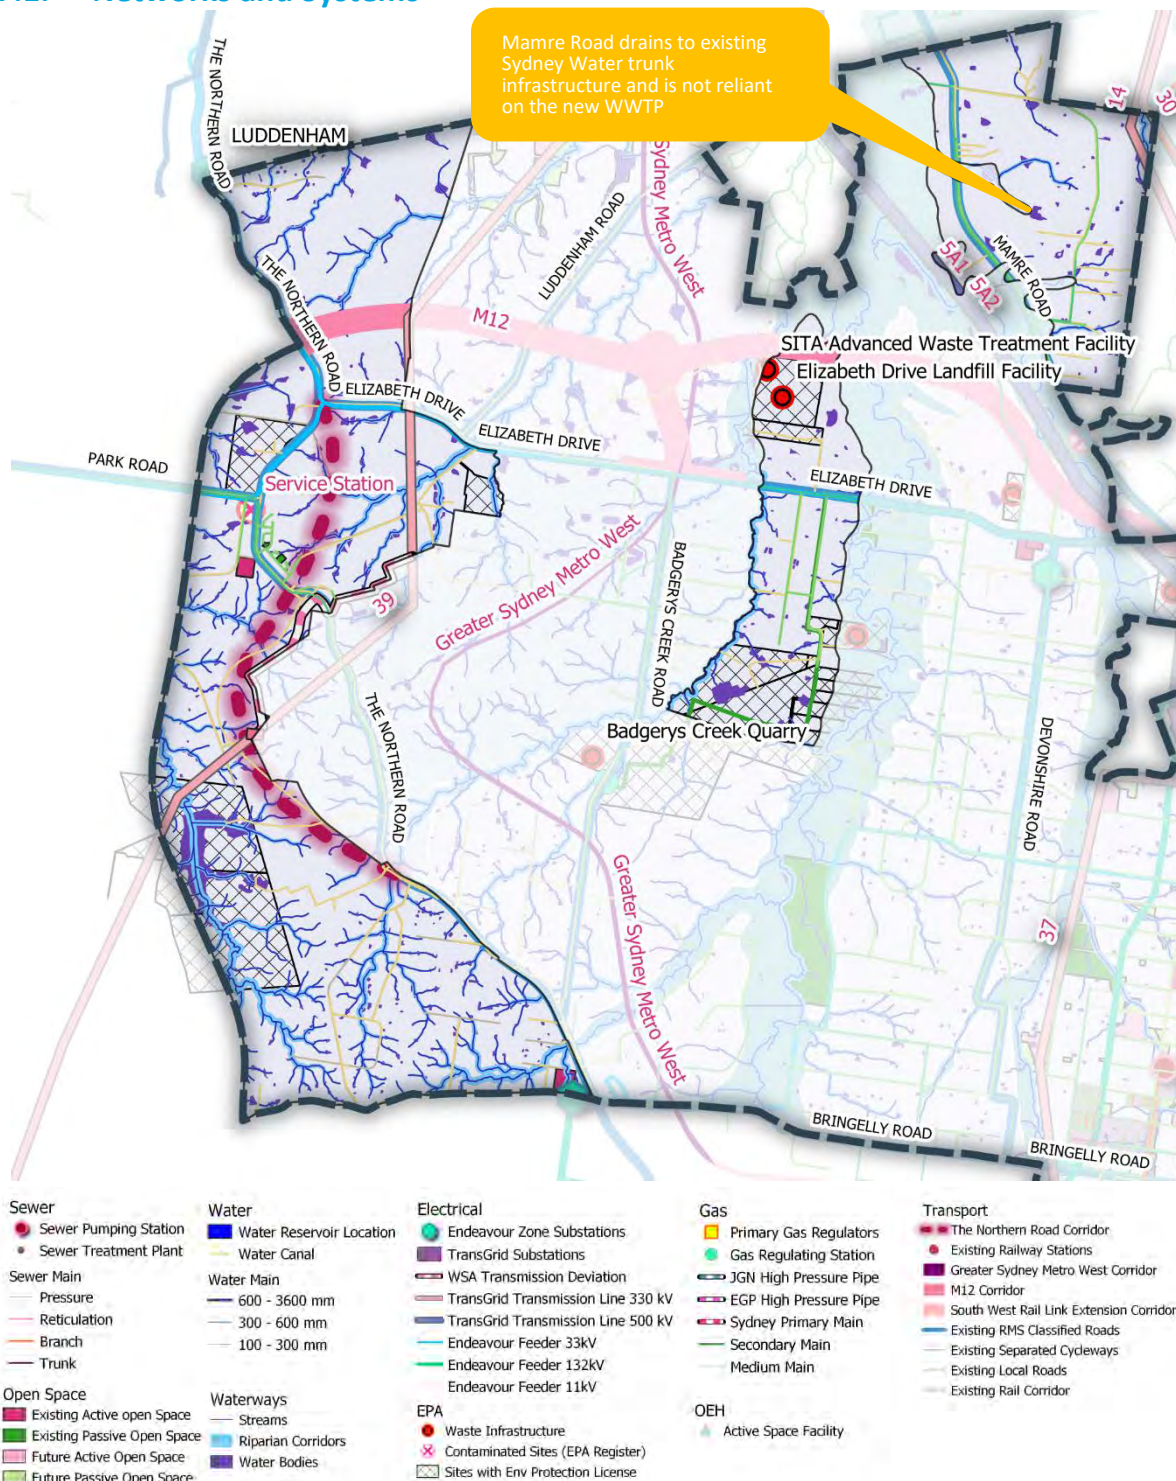 Networks and Systems
Mamre Road drains to existing
Sydney Water trunk
infrastructure and is not reliant
on the new WWTP
THE NORTHERN ROAD
THE NORTHERN ROAD
LUDDENHAM
14
30
Sydney Metro West
LUDDENHAM ROAD
5A1
5A2
MAMRE ROAD
THE NORTHERN ROAD
M12
SITA Advanced Waste Treatment Facility
Elizabeth Drive Landfill Facility
ELIZABETH DRIVE
ELIZABETH DRIVE
PARK ROAD
Service Station
ELIZABETH DRIVE
Greater Sydney Metro West
BADGERYS CREEK ROAD
39
THE NORTHERN ROAD
Badgerys Creek Quarry
DEVONSHIRE ROAD
Greater Sydney Metro West
37
BRINGELLY ROAD
BRINGELLY ROAD
Sewer
Sewer Pumping Station
Sewer Treatment Plant
Sewer Main
Pressure
Reticulation
Branch
Trunk
Open Space
Existing Active open Space
Existing Passive Open Space
Future Active Open Space
Future Passive Open Space
Water
Water Reservoir Location
Water Canal
Water Main
600 - 3600 mm
300 - 600 mm
100 - 300 mm
Waterways
Streams
Riparian Corridors
Water Bodies
Electrical
Endeavour Zone Substations
TransGrid Substations
WSA Transmission Deviation
TransGrid Transmission Line 330 kV
TransGrid Transmission Line 500 kV
Endeavour Feeder 33kV
Endeavour Feeder 132kV
Endeavour Feeder 11kV
EPA
Waste Infrastructure
Contaminated Sites (EPA Register)
Sites with Env Protection License
Gas
Primary Gas Regulators
Gas Regulating Station
JGN High Pressure Pipe
EGP High Pressure Pipe
Sydney Primary Main
Secondary Main
Medium Main
OEH
Active Space Facility
Transport
The Northern Road Corridor
Existing Railway Stations
Greater Sydney Metro West Corridor
M12 Corridor
South West Rail Link Extension Corridor
Existing RMS Classified Roads
Existing Separated Cycleways
Existing Local Roads
Existing Rail Corridor